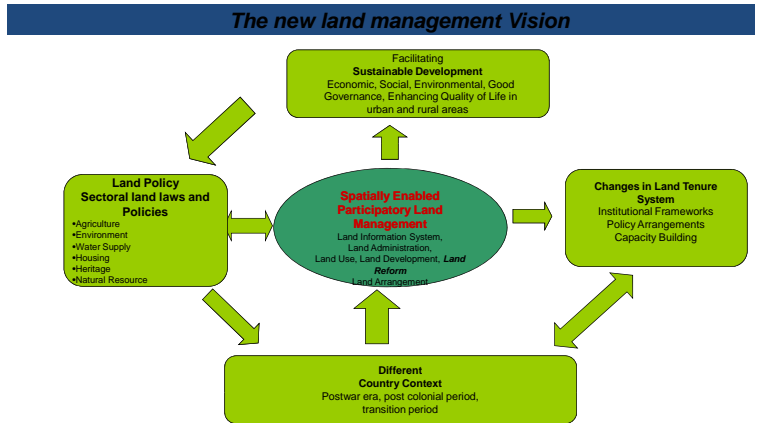 The new land management Vision
Facilitating
Sustainable Development
Economic, Social, Environmental, Good
Governance, Enhancing Quality of Life in
urban and rural areas
Land Policy
Sectoral land laws and
Policies
•Agriculture
•Environment
•Water Supply
•Housing
•Heritage
•Natural Resource
Spatially Enabled
Participatory Land
Management
Land Information System,
Land Administration,
Land Use, Land Development, Land
Reform
Land Arrangement
Changes in Land Tenure
System
Institutional Frameworks
Policy Arrangements
Capacity Building
Different
Country Context
Postwar era, post colonial period,
transition period